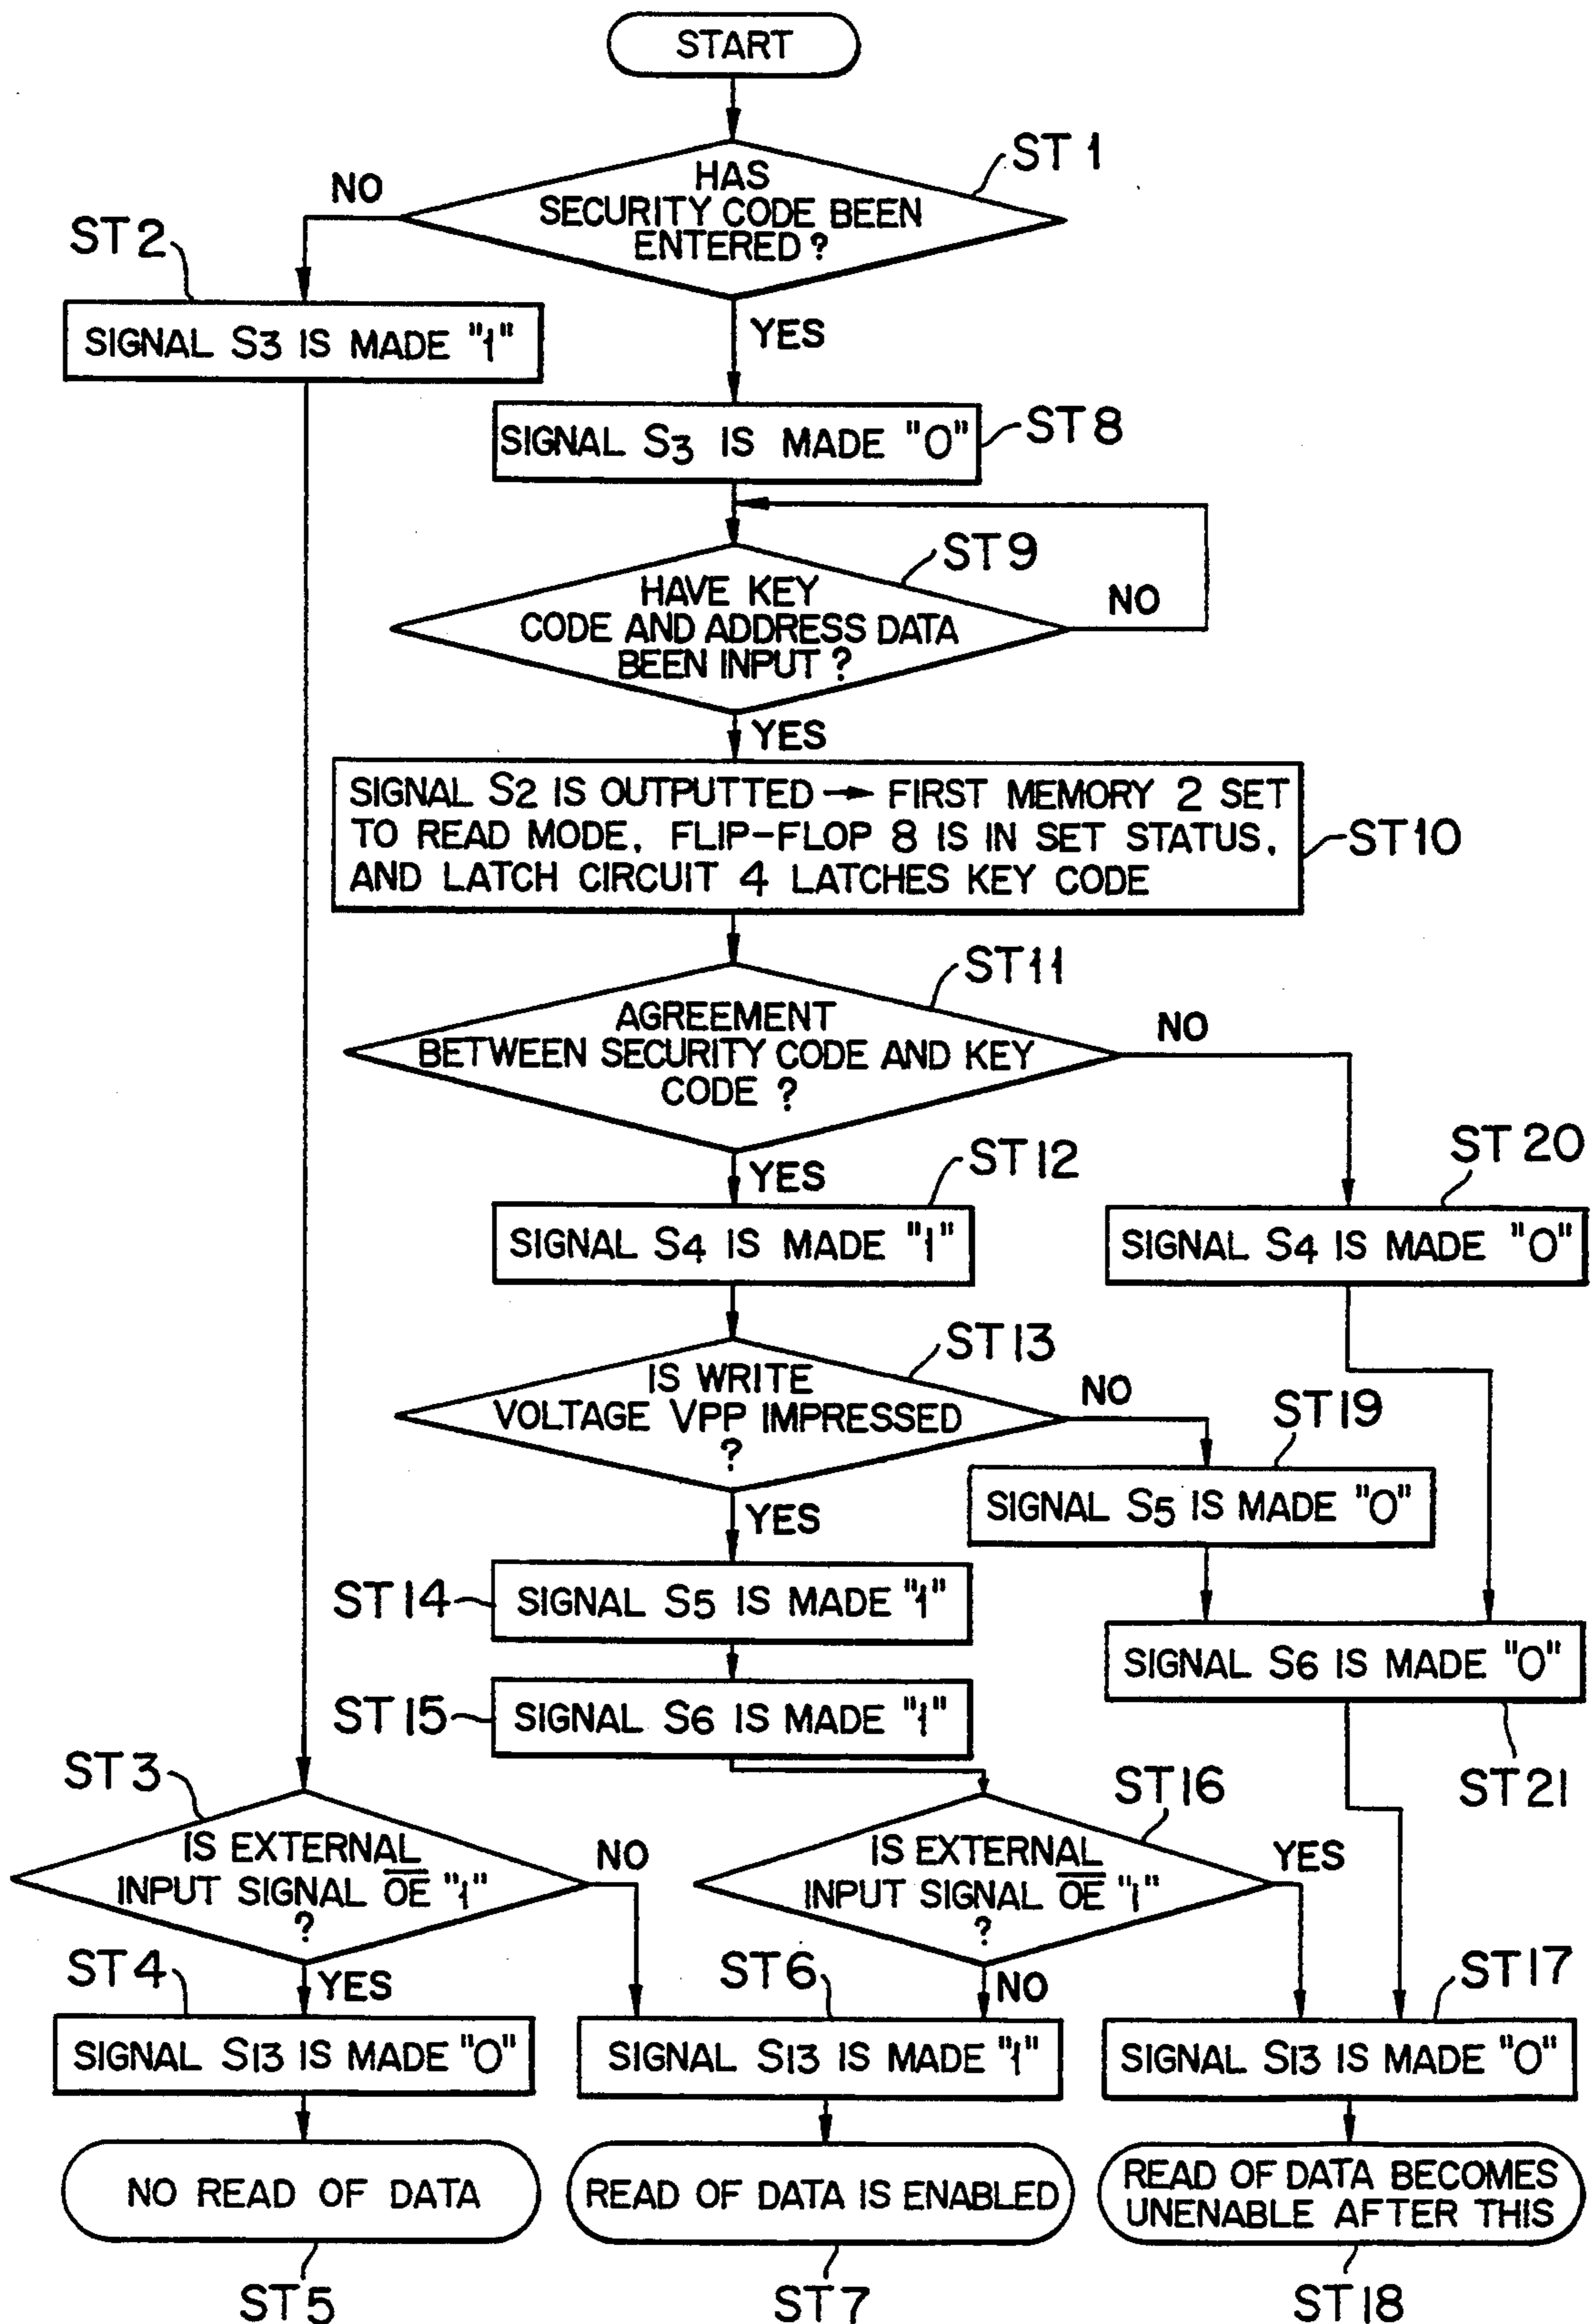 START
ST 1
HAS
SECURITY CODE BEEN
ENTERED ?
NO
YES
ST2
SIGNAL S3 IS MADE "1"
SIGNAL S3 IS MADE "0"
ST8
ST9
HAVE KEY
CODE AND ADDRESS DATA
BEEN INPUT ?
NO
YES
SIGNAL S2 IS OUTPUTTED → FIRST MEMORY 2 SET
TO READ MODE, FLIP-FLOP 8 IS IN SET STATUS,
AND LATCH CIRCUIT 4 LATCHES KEY CODE
ST10
ST11
AGREEMENT
BETWEEN SECURITY CODE AND KEY
CODE ?
NO
YES
ST12
ST 20
SIGNAL S4 IS MADE "1"
SIGNAL S4 IS MADE "0"
ST13
IS WRITE
VOLTAGE VPP IMPRESSED
?
NO
YES
ST19
SIGNAL S5 IS MADE "0"
ST14
SIGNAL S5 IS MADE "1"
SIGNAL S6 IS MADE "0"
ST21
ST15
SIGNAL S6 IS MADE "1"
ST3
IS EXTERNAL
INPUT SIGNAL O̅E̅ "1"
?
NO
YES
ST16
IS EXTERNAL
INPUT SIGNAL O̅E̅ "1"
?
YES
NO
ST4
SIGNAL S13 IS MADE "0"
ST6
SIGNAL S13 IS MADE "1"
ST17
SIGNAL S13 IS MADE "0"
NO READ OF DATA
READ OF DATA IS ENABLED
READ OF DATA BECOMES
UNENABLE AFTER THIS
ST5
ST7
ST18